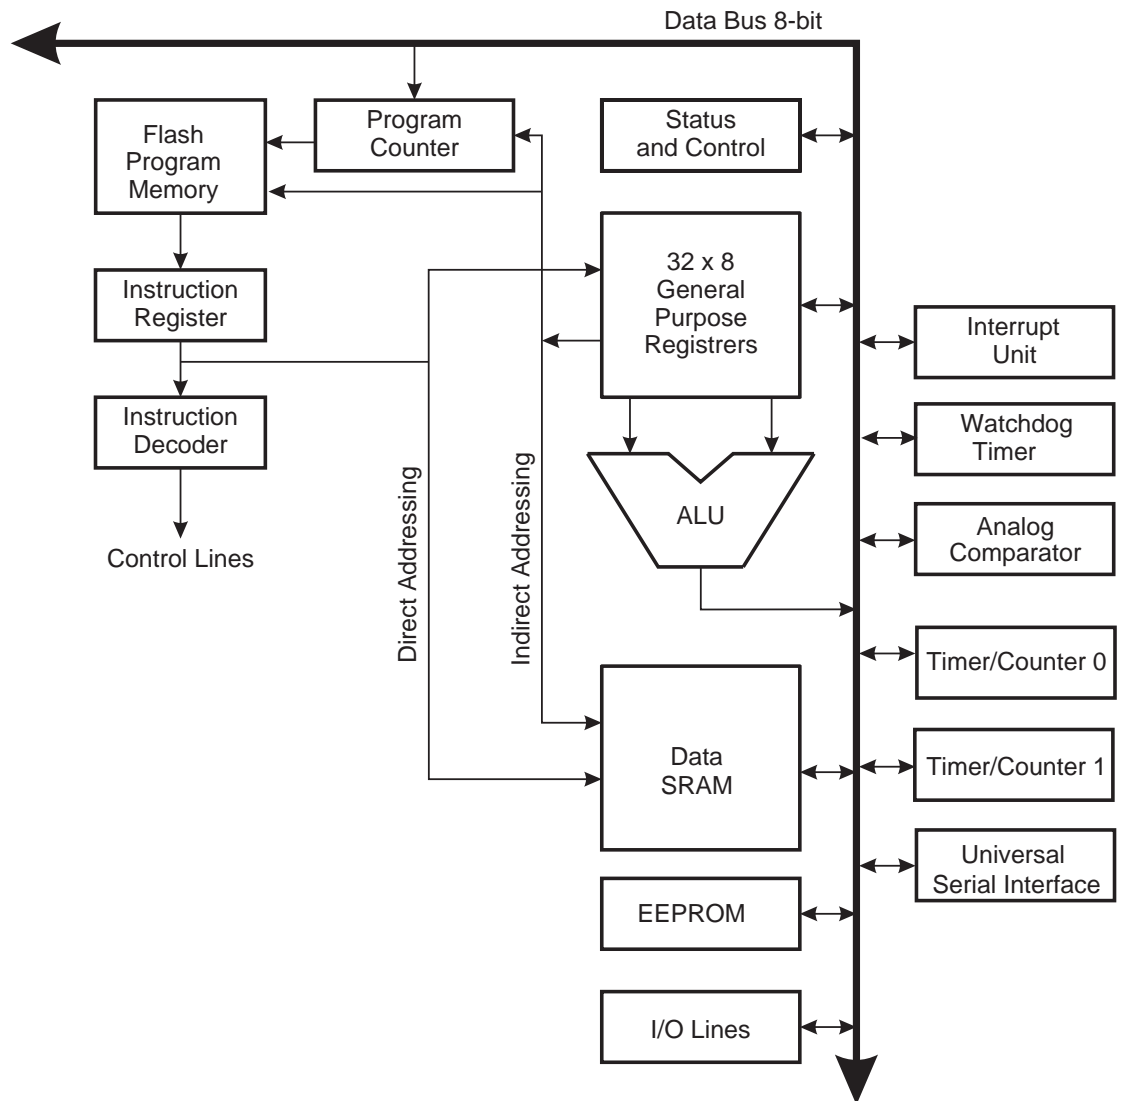 Data Bus 8-bit
Flash
Program
Memory
Program
Counter
Status
and Control
32 x 8
General
Purpose
Registrers
Instruction
Register
Instruction
Decoder
Control Lines
Direct Addressing
Indirect Addressing
ALU
Interrupt
Unit
Watchdog
Timer
Analog
Comparator
Timer/Counter 0
Data
SRAM
Timer/Counter 1
Universal
Serial Interface
EEPROM
I/O Lines